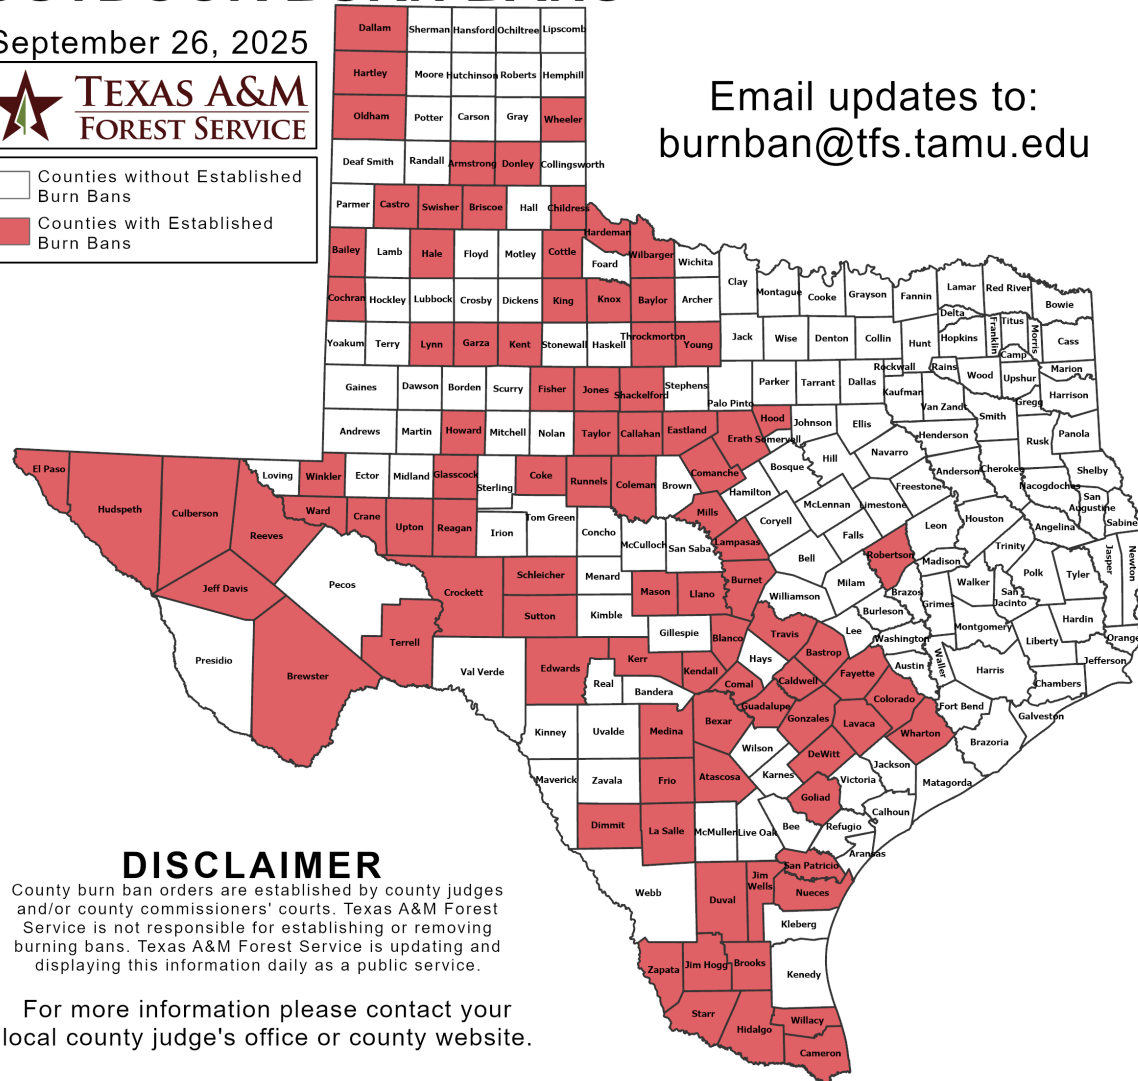 OUTDOOR BURN BANS
September 26, 2025
TEXAS A&M
FOREST SERVICE
Counties without Established
Burn Bans
Counties with Established
Burn Bans
Email updates to:
burnban@tfs.tamu.edu
Dallam Sherman Hansford Ochiltree Lipscomb
Hartley Moore Hutchinson Roberts Hemphill
Oldham Potter Carson Gray Wheeler
Deaf Smith Randall Armstrong Donley Collingsworth
Parmer Castro Swisher Briscoe Hall Childress
Hardeman
Bailey Lamb Hale Floyd Motley Cottle Foard Wilbarger Wichita
Clay Montague Cooke Grayson Fannin Lamar Red River Bowie
Cochran Hockley Lubbock Crosby Dickens King Knox Baylor Archer
Delta Franklin Titus Morris
Yoakum Terry Lynn Garza Kent Stonewall Haskell Throckmorton Young Jack Wise Denton Collin Hunt Hopkins Cass
Camp
Rockwall Rains Wood Upshur Marion
Gaines Dawson Borden Scurry Fisher Jones Shackelford Stephens Palo Pinto Parker Tarrant Dallas Kaufman Van Zandt Gregg Harrison
Smith
Andrews Martin Howard Mitchell Nolan Taylor Callahan Eastland Erath Hood Somervell Johnson Ellis Henderson Rusk Panola
El Paso Hudspeth Culberson Reeves Loving Winkler Ector Midland Glasscock Sterling Coke Runnels Coleman Brown Comanche Hamilton Bosque Hill Navarro Freestone Anderson Cherokee Nacogdoches Shelby
San
Augustine
Sabine
Ward Crane Upton Reagan Irion Tom Green Concho McCulloch San Saba Mills Lampasas Coryell McLennan Limestone Falls Leon Houston Angelina
Trinity Jasper Newton
Jeff Davis Pecos Crockett Schleicher Menard Mason Llano Burnet Bell Milam Robertson Brazos Madison Walker Polk Tyler
San
Jacinto
Grimes
Sutton Kimble Williamson Burleson Washington Montgomery Liberty Hardin Orange
Presidio Brewster Terrell Val Verde Edwards Kerr Gillespie Blanco Travis Hays Bastrop Lee Fayette Austin Waller Harris Chambers Jefferson
Real Bandera Kendall Comal Caldwell Guadalupe Gonzales Lavaca Colorado Wharton Fort Bend Brazoria Galveston
Kinney Uvalde Medina Bexar Wilson DeWitt Jackson Matagorda
Maverick Zavala Frio Atascosa Karnes Goliad Victoria Calhoun
Dimmit La Salle McMullen Live Oak Bee Refugio Aransas
Webb Duval
Jim
Wells
San Patricio
Nueces
Kleberg
Zapata Jim Hogg Brooks Kenedy
Starr Hidalgo Willacy
Cameron
DISCLAIMER
County burn ban orders are established by county judges
and/or county commissioners' courts. Texas A&M Forest
Service is not responsible for establishing or removing
burning bans. Texas A&M Forest Service is updating and
displaying this information daily as a public service.
For more information please contact your
local county judge's office or county website.